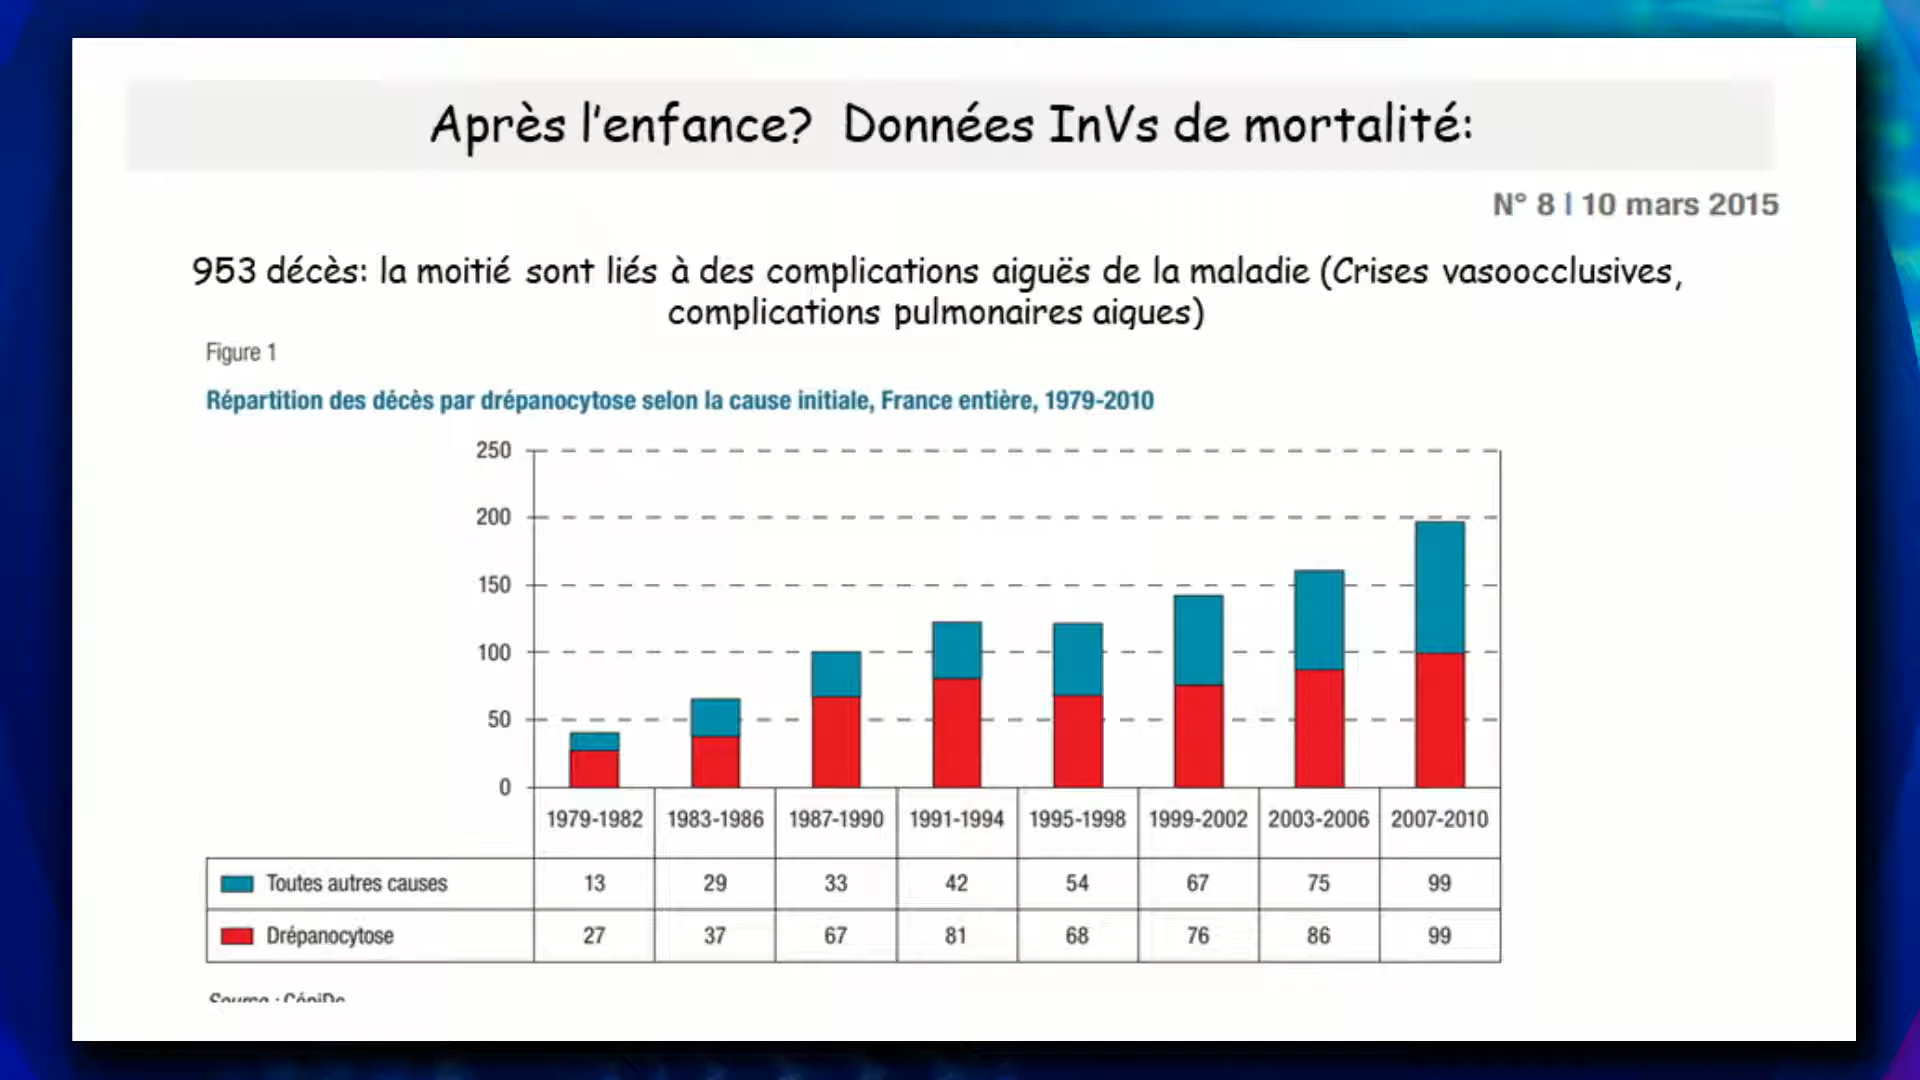 Après l'enfance? Données InVs de mortalité:
N° 8 | 10 mars 2015
953 décès: la moitié sont liés à des complications aiguës de la maladie (Crises vasoocclusives,
complications pulmonaires aigues)
Figure 1
Répartition des décès par drépanocytose selon la cause initiale, France entière, 1979-2010
250
200
150
100
50
0
1979-1982 1983-1986 1987-1990 1991-1994 1995-1998 1999-2002 2003-2006 2007-2010
Toutes autres causes 13 29 33 42 54 67 75 99
Drépanocytose 27 37 67 81 68 76 86 99
Source : CépiDc